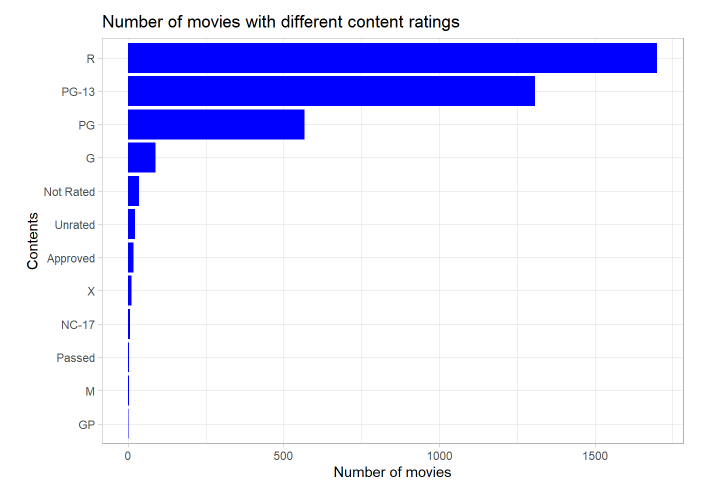 Number of movies with different content ratings
R
PG-13
PG
G
Not Rated
Unrated
Approved
X
NC-17
Passed
M
GP
Contents
0 500 1000 1500
Number of movies